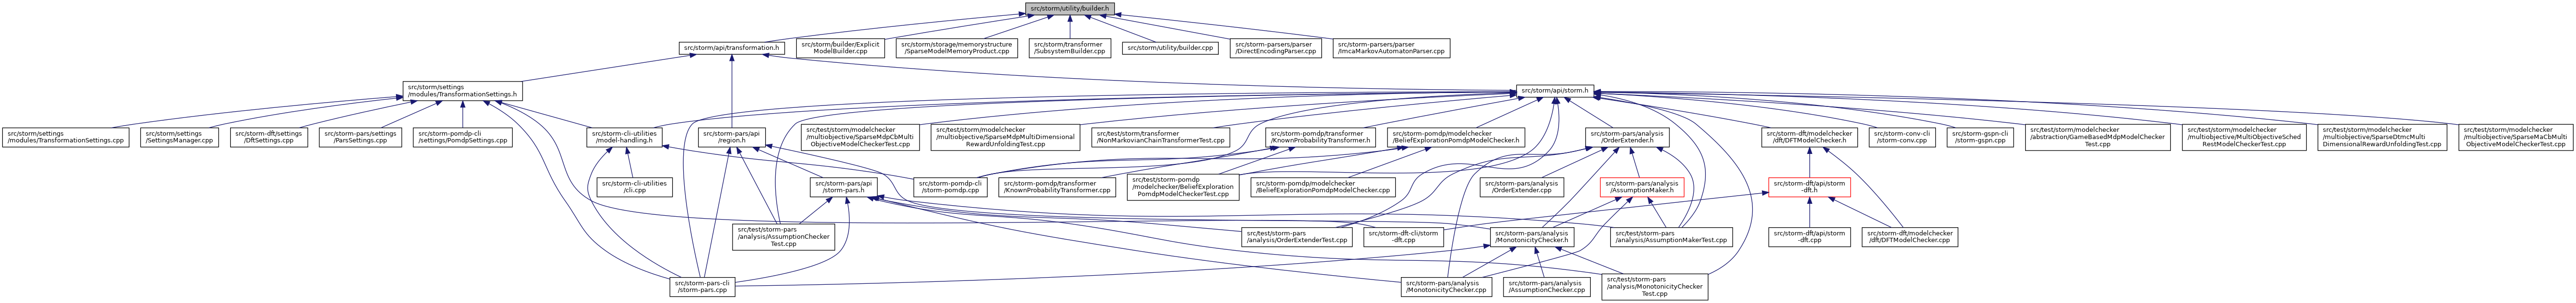 src/storm/utility/builder.h
src/storm/api/transformation.h
src/storm/builder/Explicit
ModelBuilder.cpp
src/storm/storage/memorystructure
/SparseModelMemoryProduct.cpp
src/storm/transformer
/SubsystemBuilder.cpp
src/storm/utility/builder.cpp
src/storm-parsers/parser
/DirectEncodingParser.cpp
src/storm-parsers/parser
/ImcaMarkovAutomatonParser.cpp
src/storm/settings
/modules/TransformationSettings.h
src/storm/api/storm.h
src/storm/settings
/modules/TransformationSettings.cpp
src/storm/settings
/SettingsManager.cpp
src/storm-dft/settings
/DftSettings.cpp
src/storm-pars/settings
/ParsSettings.cpp
src/storm-pomdp-cli
/settings/PomdpSettings.cpp
src/storm-cli-utilities
/model-handling.h
src/storm-pars/api
/region.h
src/test/storm/modelchecker
/multiobjective/SparseMdpCbMulti
ObjectiveModelCheckerTest.cpp
src/test/storm/modelchecker
/multiobjective/SparseMdpMultiDimensional
RewardUnfoldingTest.cpp
src/test/storm/transformer
/NonMarkovianChainTransformerTest.cpp
src/storm-pomdp/transformer
/KnownProbabilityTransformer.h
src/storm-pomdp/modelchecker
/BeliefExplorationPomdpModelChecker.h
src/storm-pars/analysis
/OrderExtender.h
src/storm-dft/modelchecker
/dft/DFTModelChecker.h
src/storm-conv-cli
/storm-conv.cpp
src/storm-gspn-cli
/storm-gspn.cpp
src/test/storm/modelchecker
/abstraction/GameBasedMdpModelChecker
Test.cpp
src/test/storm/modelchecker
/multiobjective/MultiObjectiveSched
RestModelCheckerTest.cpp
src/test/storm/modelchecker
/multiobjective/SparseDtmcMulti
DimensionalRewardUnfoldingTest.cpp
src/test/storm/modelchecker
/multiobjective/SparseMaCbMulti
ObjectiveModelCheckerTest.cpp
src/storm-cli-utilities
/cli.cpp
src/storm-pars/api
/storm-pars.h
src/storm-pomdp-cli
/storm-pomdp.cpp
src/storm-pomdp/transformer
/KnownProbabilityTransformer.cpp
src/test/storm-pomdp
/modelchecker/BeliefExploration
PomdpModelCheckerTest.cpp
src/storm-pomdp/modelchecker
/BeliefExplorationPomdpModelChecker.cpp
src/storm-pars/analysis
/OrderExtender.cpp
src/storm-pars/analysis
/AssumptionMaker.h
src/storm-dft/api/storm
-dft.h
src/test/storm-pars
/analysis/AssumptionChecker
Test.cpp
src/test/storm-pars
/analysis/OrderExtenderTest.cpp
src/storm-dft-cli/storm
-dft.cpp
src/storm-pars/analysis
/MonotonicityChecker.h
src/test/storm-pars
/analysis/AssumptionMakerTest.cpp
src/storm-dft/api/storm
-dft.cpp
src/storm-dft/modelchecker
/dft/DFTModelChecker.cpp
src/storm-pars-cli
/storm-pars.cpp
src/storm-pars/analysis
/MonotonicityChecker.cpp
src/storm-pars/analysis
/AssumptionChecker.cpp
src/test/storm-pars
/analysis/MonotonicityChecker
Test.cpp